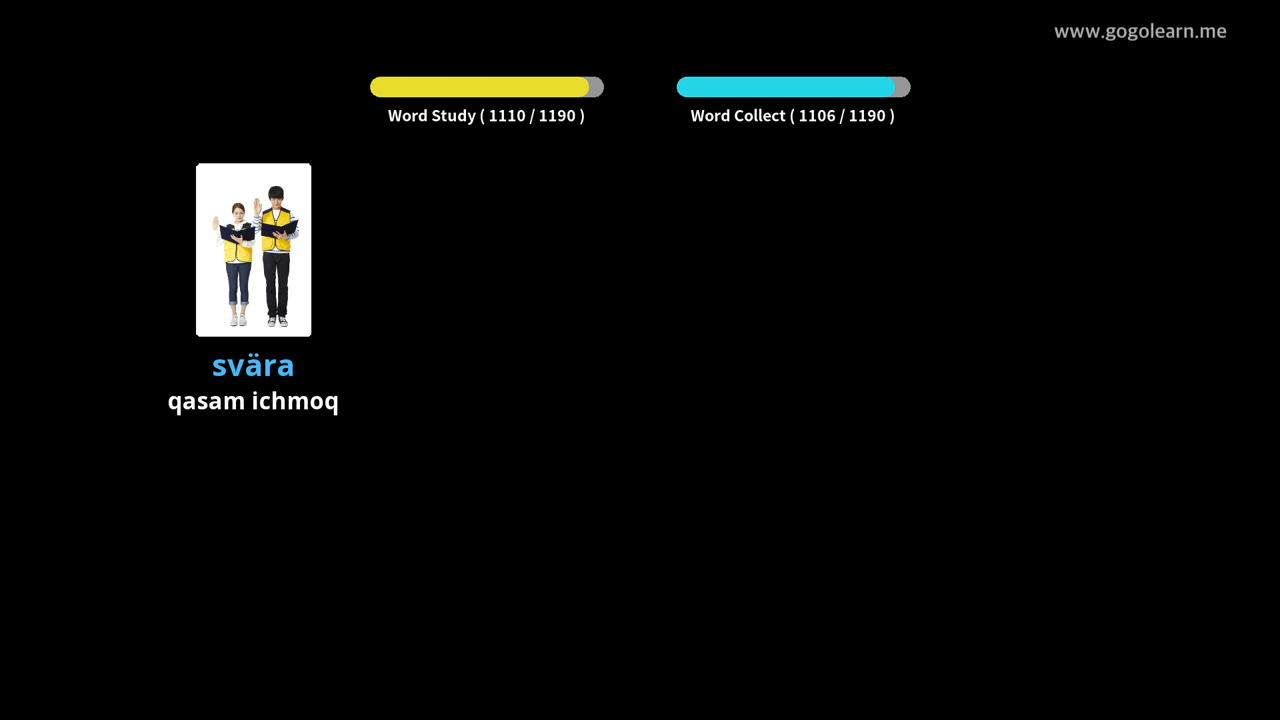 www.gogolearn.me
Word Study ( 1110 / 1190 )
Word Collect ( 1106 / 1190 )
svära
qasam ichmoq